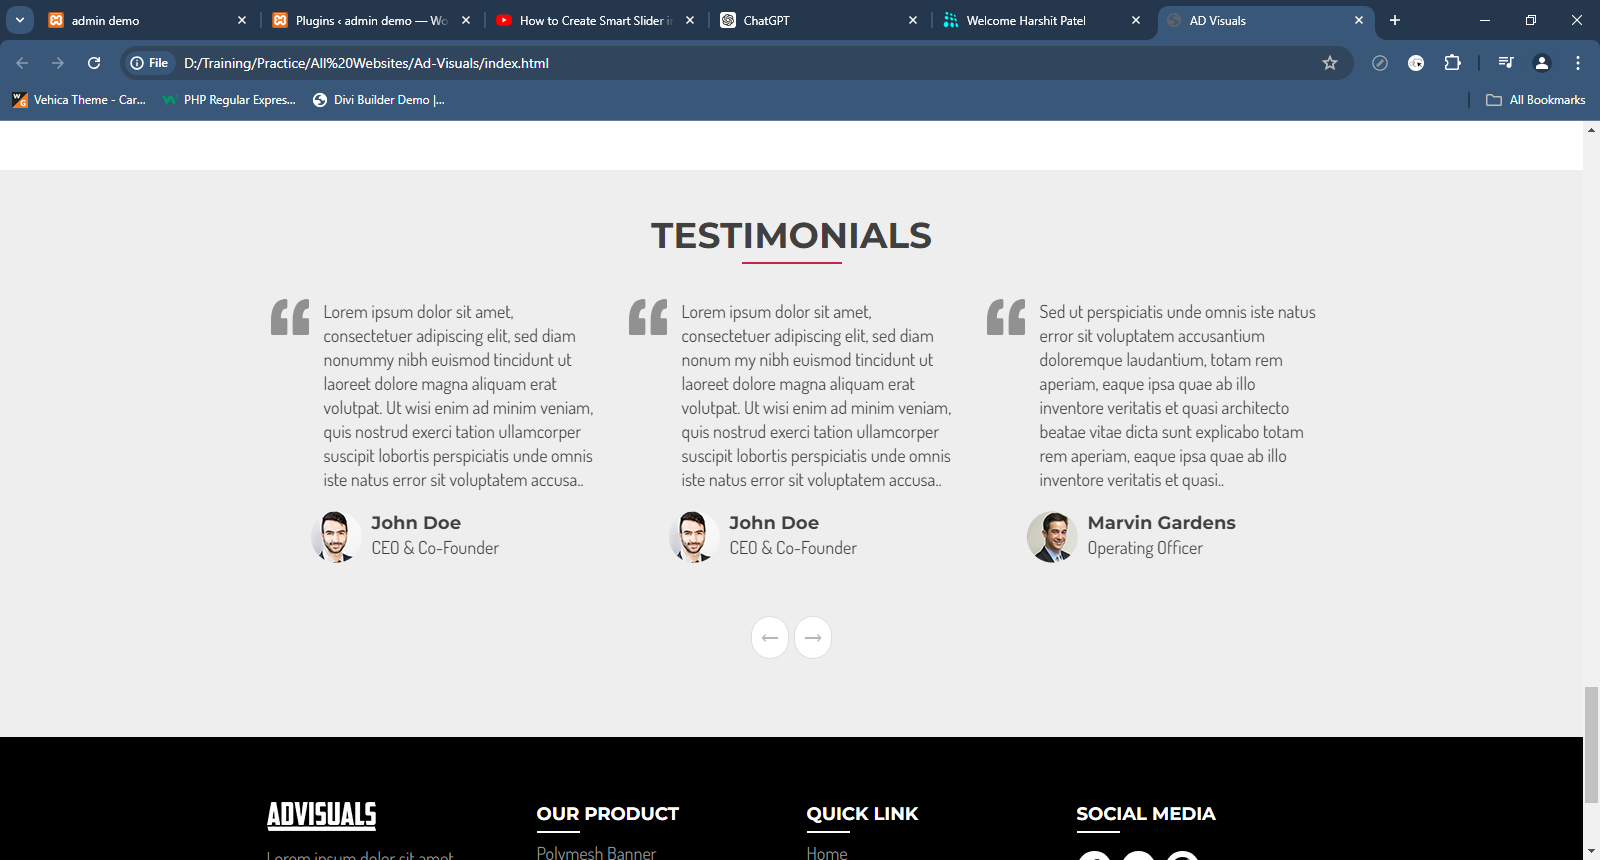 admin demo
Plugins ‹ admin demo — Wo
How to Create Smart Slider in
ChatGPT
Welcome Harshit Patel
AD Visuals
File
D:/Training/Practice/All%20Websites/Ad-Visuals/index.html
Vehica Theme - Car...
PHP Regular Expres...
Divi Builder Demo |...
All Bookmarks
TESTIMONIALS
Lorem ipsum dolor sit amet,
consectetuer adipiscing elit, sed diam
nonummy nibh euismod tincidunt ut
laoreet dolore magna aliquam erat
volutpat. Ut wisi enim ad minim veniam,
quis nostrud exerci tation ullamcorper
suscipit lobortis perspiciatis unde omnis
iste natus error sit voluptatem accusa..
John Doe
CEO & Co-Founder
Lorem ipsum dolor sit amet,
consectetuer adipiscing elit, sed diam
nonum my nibh euismod tincidunt ut
laoreet dolore magna aliquam erat
volutpat. Ut wisi enim ad minim veniam,
quis nostrud exerci tation ullamcorper
suscipit lobortis perspiciatis unde omnis
iste natus error sit voluptatem accusa..
John Doe
CEO & Co-Founder
Sed ut perspiciatis unde omnis iste natus
error sit voluptatem accusantium
doloremque laudantium, totam rem
aperiam, eaque ipsa quae ab illo
inventore veritatis et quasi architecto
beatae vitae dicta sunt explicabo totam
rem aperiam, eaque ipsa quae ab illo
inventore veritatis et quasi..
Marvin Gardens
Operating Officer
ADVISUALS
Lorem ipsum dolor sit amet
OUR PRODUCT
Polymesh Banner
QUICK LINK
Home
SOCIAL MEDIA